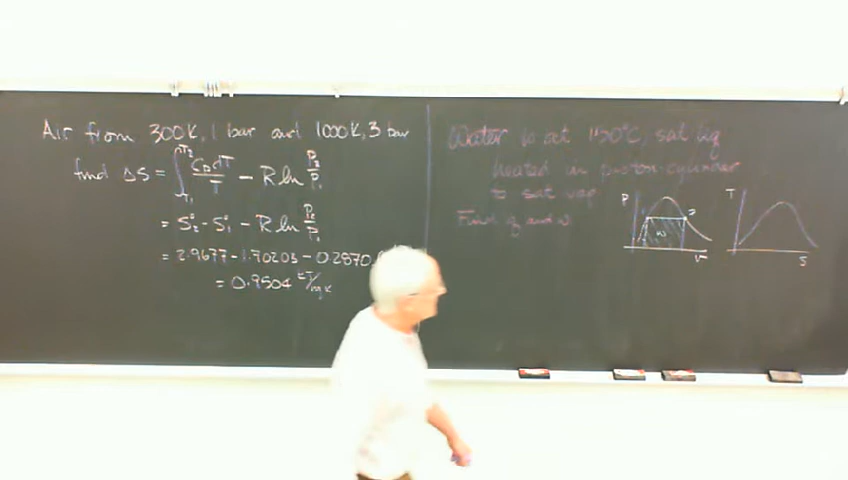 Air from 300K, 1 bar and 1000K, 3 bar
find ΔS = ∫T1 T2 CpdT/T - R ln P2/P1
= S°2 - S°1 - R ln P2/P1
= 2.9677 - 1.70203 - 0.2870
= 0.9504 kJ/kg K
Water is at 150°C, sat liq
heated in piston-cylinder
to sat vap
Find q and w
P
2
w
v
T
s